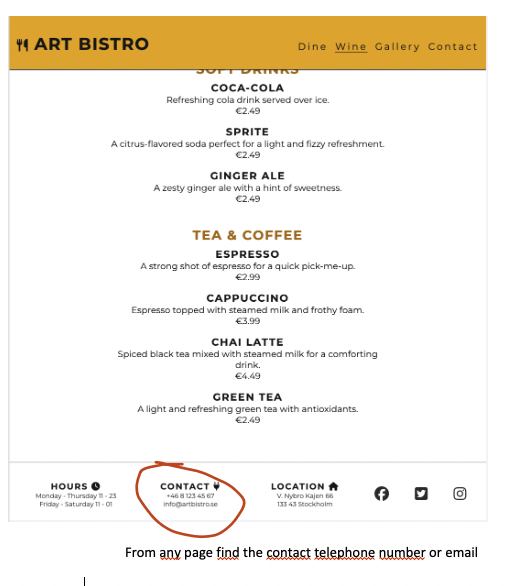 ART BISTRO
Dine Wine Gallery Contact
SOFT DRINKS
COCA-COLA
Refreshing cola drink served over ice.
€2.49
SPRITE
A citrus-flavored soda perfect for a light and fizzy refreshment.
€2.49
GINGER ALE
A zesty ginger ale with a hint of sweetness.
€2.49
TEA & COFFEE
ESPRESSO
A strong shot of espresso for a quick pick-me-up.
€2.99
CAPPUCCINO
Espresso topped with steamed milk and frothy foam.
€3.99
CHAI LATTE
Spiced black tea mixed with steamed milk for a comforting
drink.
€4.49
GREEN TEA
A light and refreshing green tea with antioxidants.
€2.49
HOURS
Monday - Thursday 11 - 23
Friday - Saturday 11 - 01
CONTACT
+46 8 123 45 67
info@artbistro.se
LOCATION
V. Nybro Kajen 66
133 43 Stockholm
From any page find the contact telephone number or email